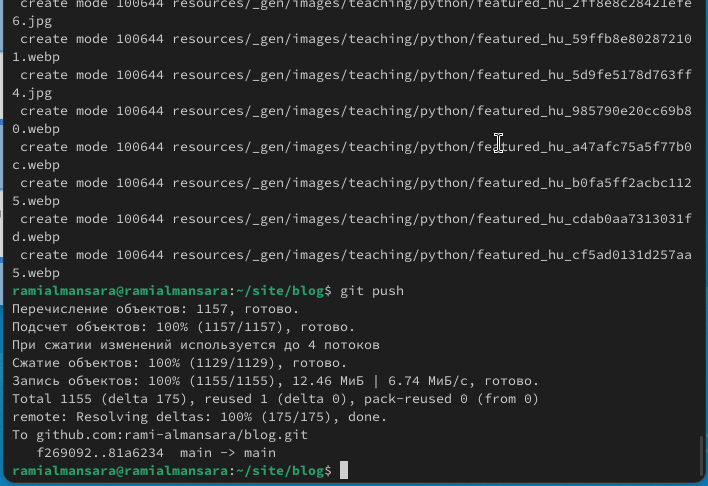 create mode 100644 resources/_gen/images/teaching/python/featured_hu_2ff8e8c28421efe
6.jpg
create mode 100644 resources/_gen/images/teaching/python/featured_hu_59ffb8e80287210
1.webp
create mode 100644 resources/_gen/images/teaching/python/featured_hu_5d9fe5178d763ff
4.jpg
create mode 100644 resources/_gen/images/teaching/python/featured_hu_985790e20cc69b8
0.webp
create mode 100644 resources/_gen/images/teaching/python/featured_hu_a47afc75a5f77b0
c.webp
create mode 100644 resources/_gen/images/teaching/python/featured_hu_b0fa5ff2acbc112
5.webp
create mode 100644 resources/_gen/images/teaching/python/featured_hu_cdab0aa7313031f
d.webp
create mode 100644 resources/_gen/images/teaching/python/featured_hu_cf5ad0131d257aa
5.webp
ramialmansara@ramialmansara:~/site/blog$ git push
Перечисление объектов: 1157, готово.
Подсчет объектов: 100% (1157/1157), готово.
При сжатии изменений используется до 4 потоков
Сжатие объектов: 100% (1129/1129), готово.
Запись объектов: 100% (1155/1155), 12.46 МиБ | 6.74 МиБ/с, готово.
Total 1155 (delta 175), reused 1 (delta 0), pack-reused 0 (from 0)
remote: Resolving deltas: 100% (175/175), done.
To github.com:rami-almansara/blog.git
f269092..81a6234  main -> main
ramialmansara@ramialmansara:~/site/blog$